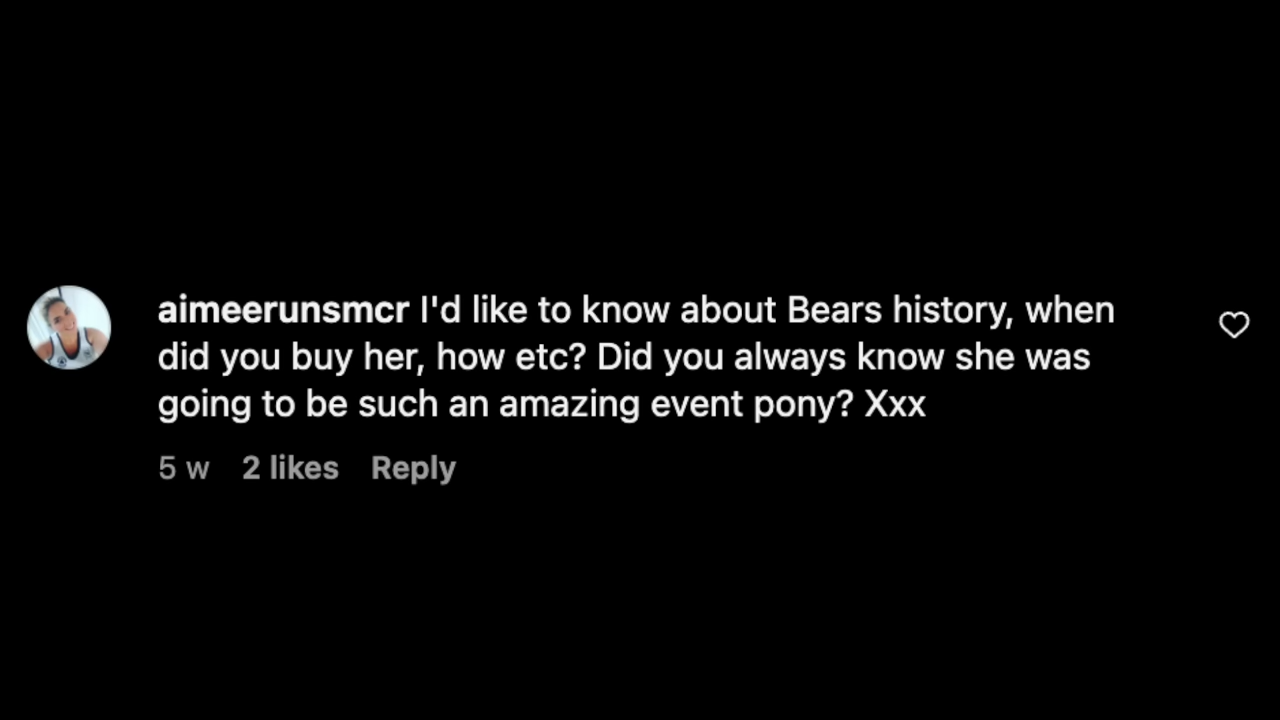 aimeerunsmcr I'd like to know about Bears history, when
did you buy her, how etc? Did you always know she was
going to be such an amazing event pony? Xxx
5 w 2 likes Reply